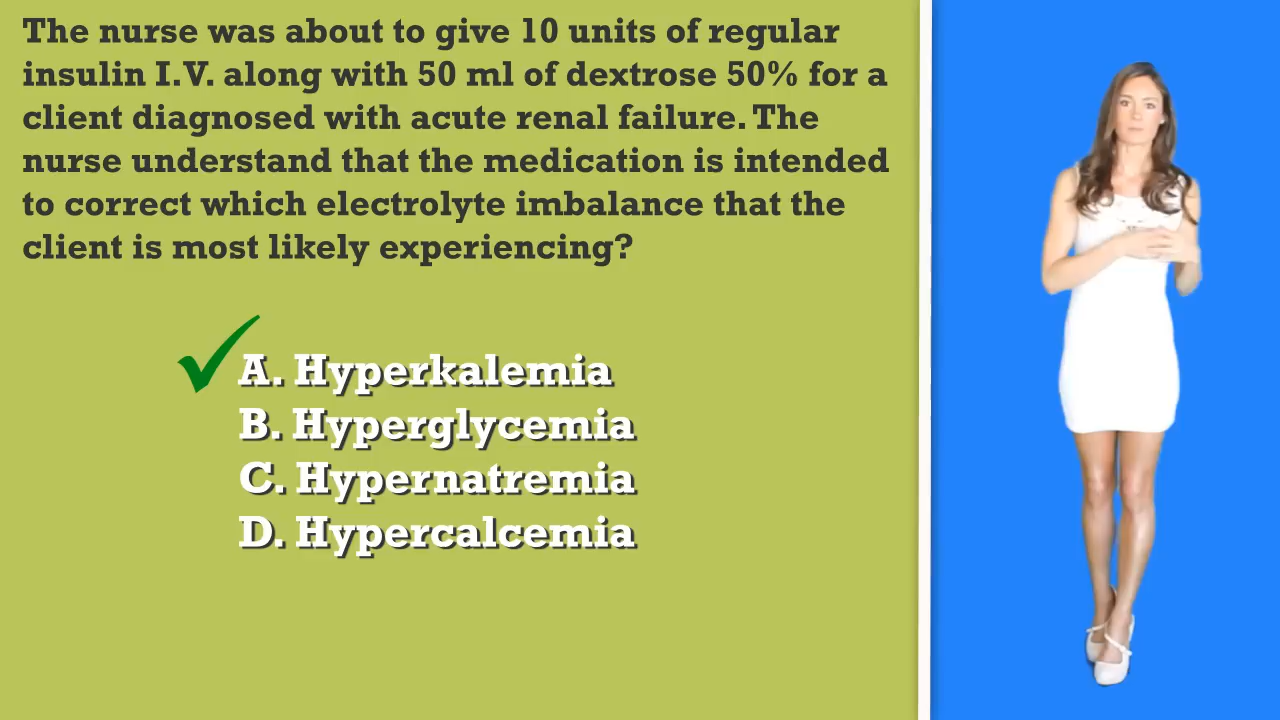 The nurse was about to give 10 units of regular
insulin I.V. along with 50 ml of dextrose 50% for a
client diagnosed with acute renal failure. The
nurse understand that the medication is intended
to correct which electrolyte imbalance that the
client is most likely experiencing?
A. Hyperkalemia
B. Hyperglycemia
C. Hypernatremia
D. Hypercalcemia